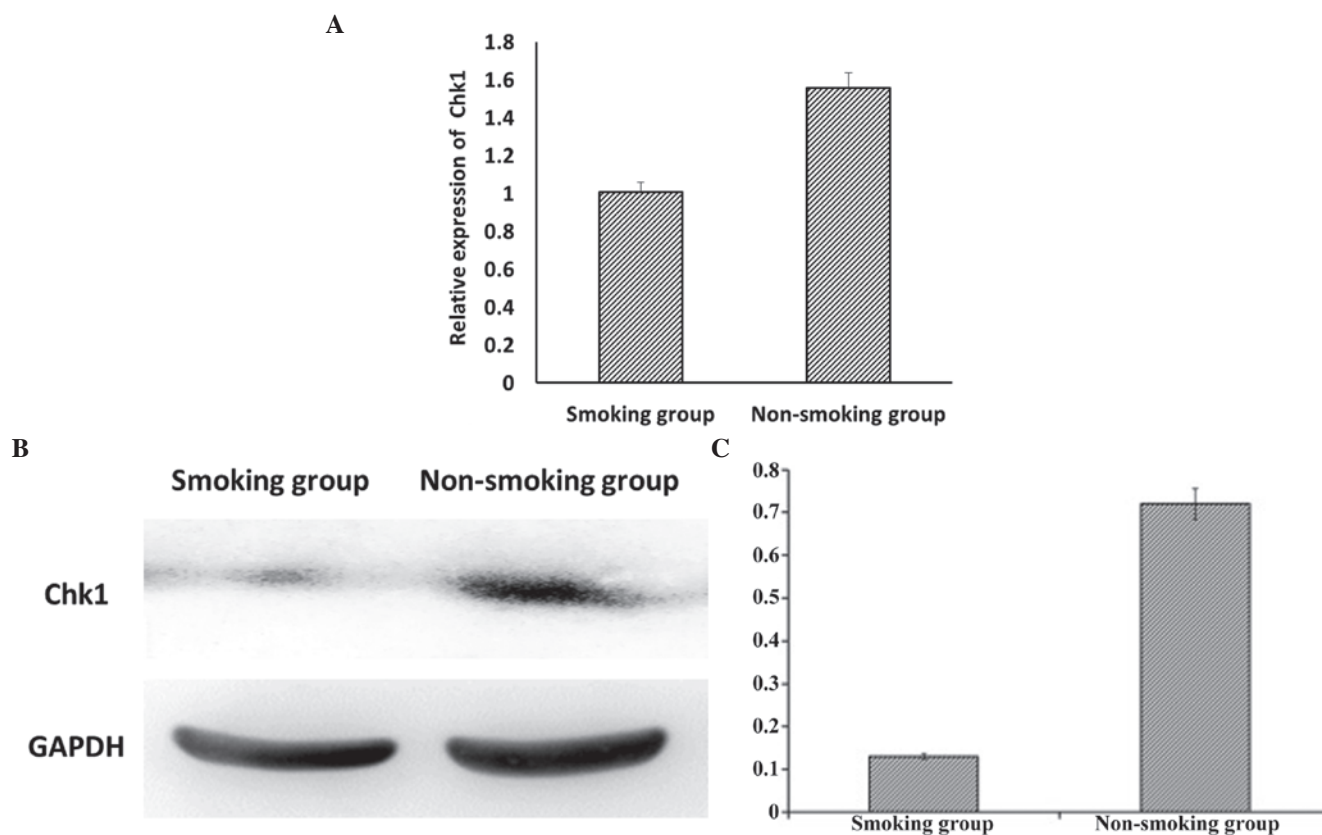 A
Relative expression of Chk1
1.8
1.6
1.4
1.2
1
0.8
0.6
0.4
0.2
0
Smoking group Non-smoking group
B
Smoking group Non-smoking group
Chk1
GAPDH
C
0.8
0.7
0.6
0.5
0.4
0.3
0.2
0.1
0
Smoking group Non-smoking group